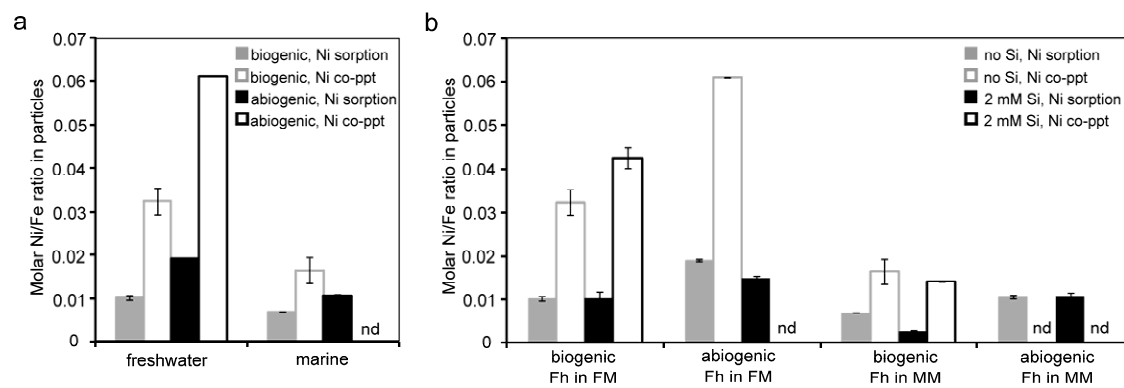 a
Molar Ni/Fe ratio in particles
0.07
0.06
0.05
0.04
0.03
0.02
0.01
0
biogenic, Ni sorption
biogenic, Ni co-ppt
abiogenic, Ni sorption
abiogenic, Ni co-ppt
nd
freshwater
marine
b
Molar Ni/Fe ratio in particles
0.07
0.06
0.05
0.04
0.03
0.02
0.01
0
no Si, Ni sorption
no Si, Ni co-ppt
2 mM Si, Ni sorption
2 mM Si, Ni co-ppt
nd
nd
nd
biogenic
Fh in FM
abiogenic
Fh in FM
biogenic
Fh in MM
abiogenic
Fh in MM